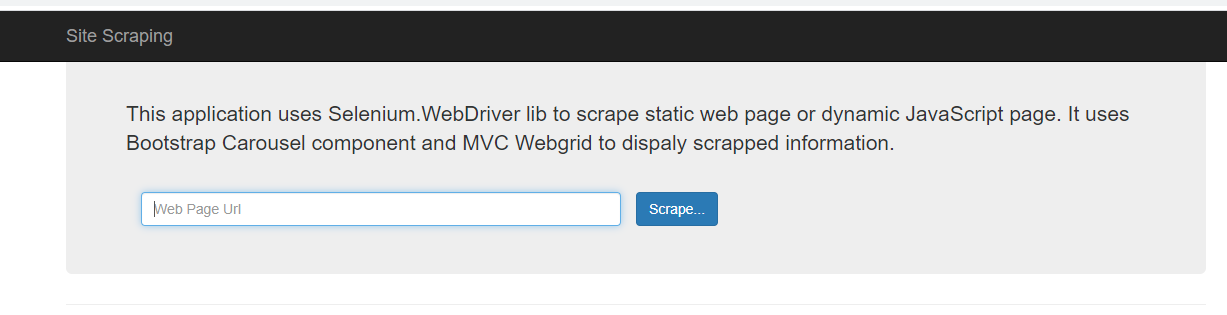 Site Scraping
This application uses Selenium.WebDriver lib to scrape static web page or dynamic JavaScript page. It uses
Bootstrap Carousel component and MVC Webgrid to dispaly scrapped information.
Web Page Url
Scrape...